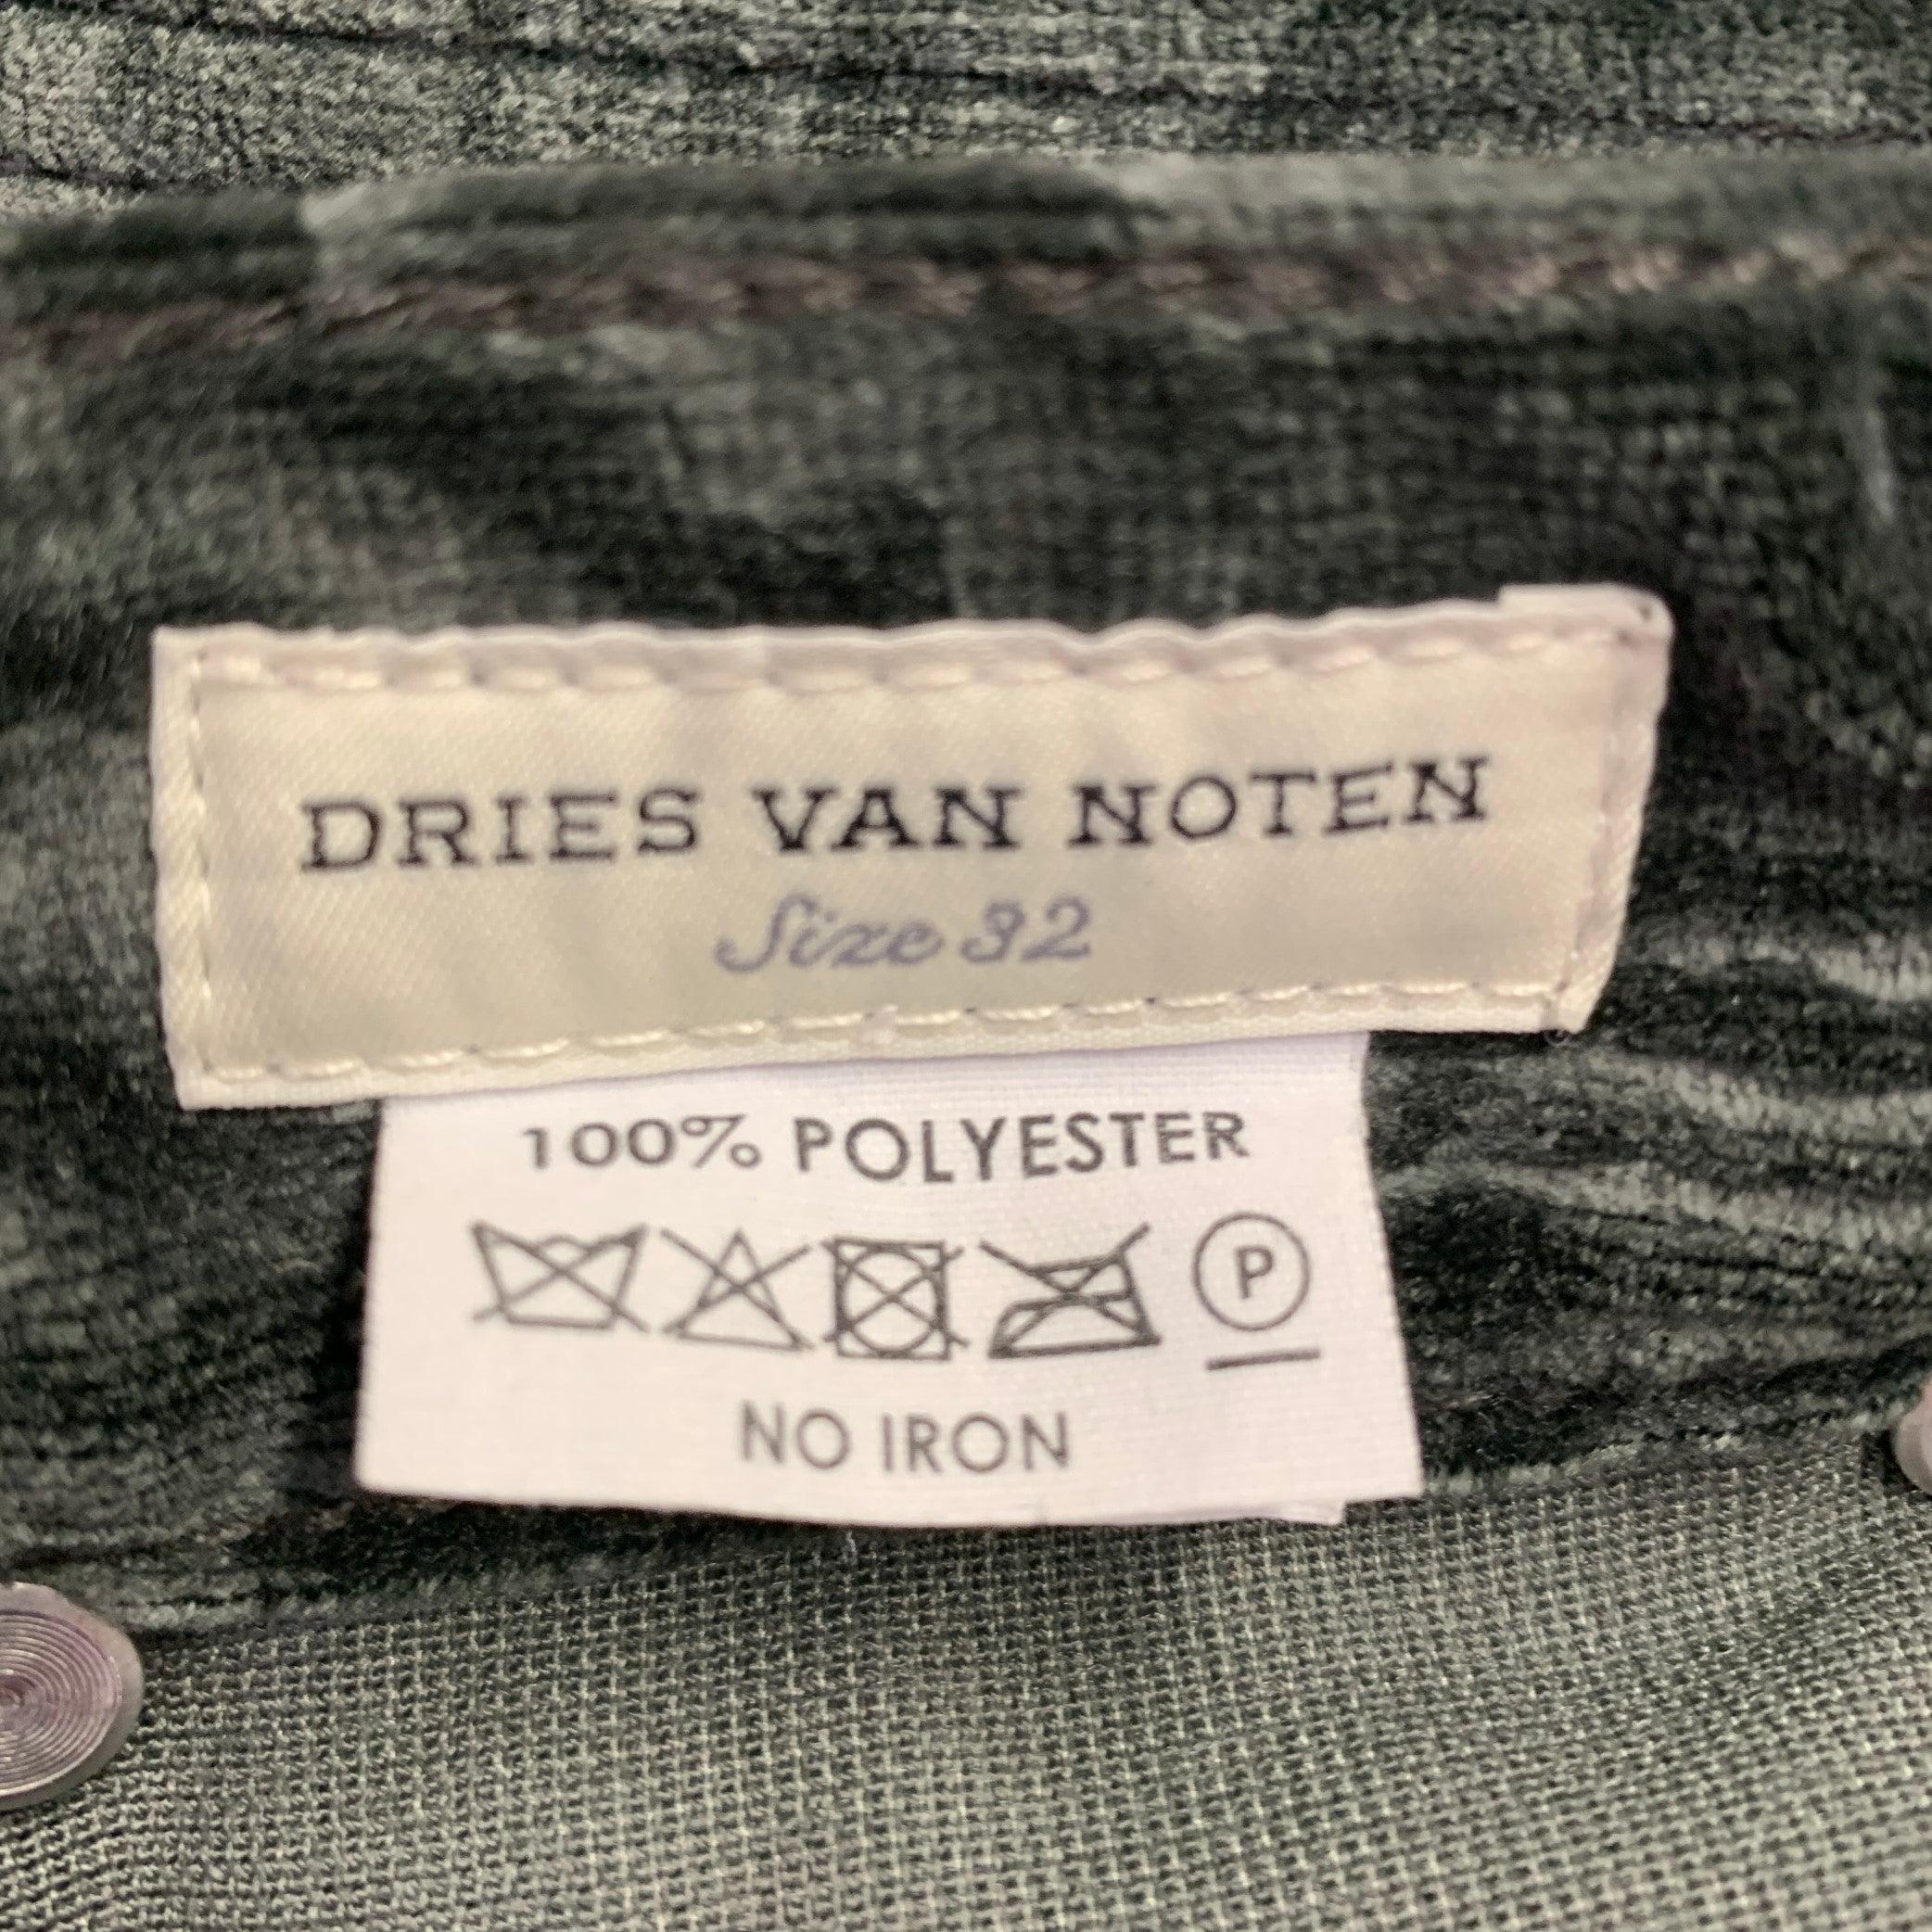 DRIES VAN NOTEN
Size 32
100% POLYESTER
P
NO IRON